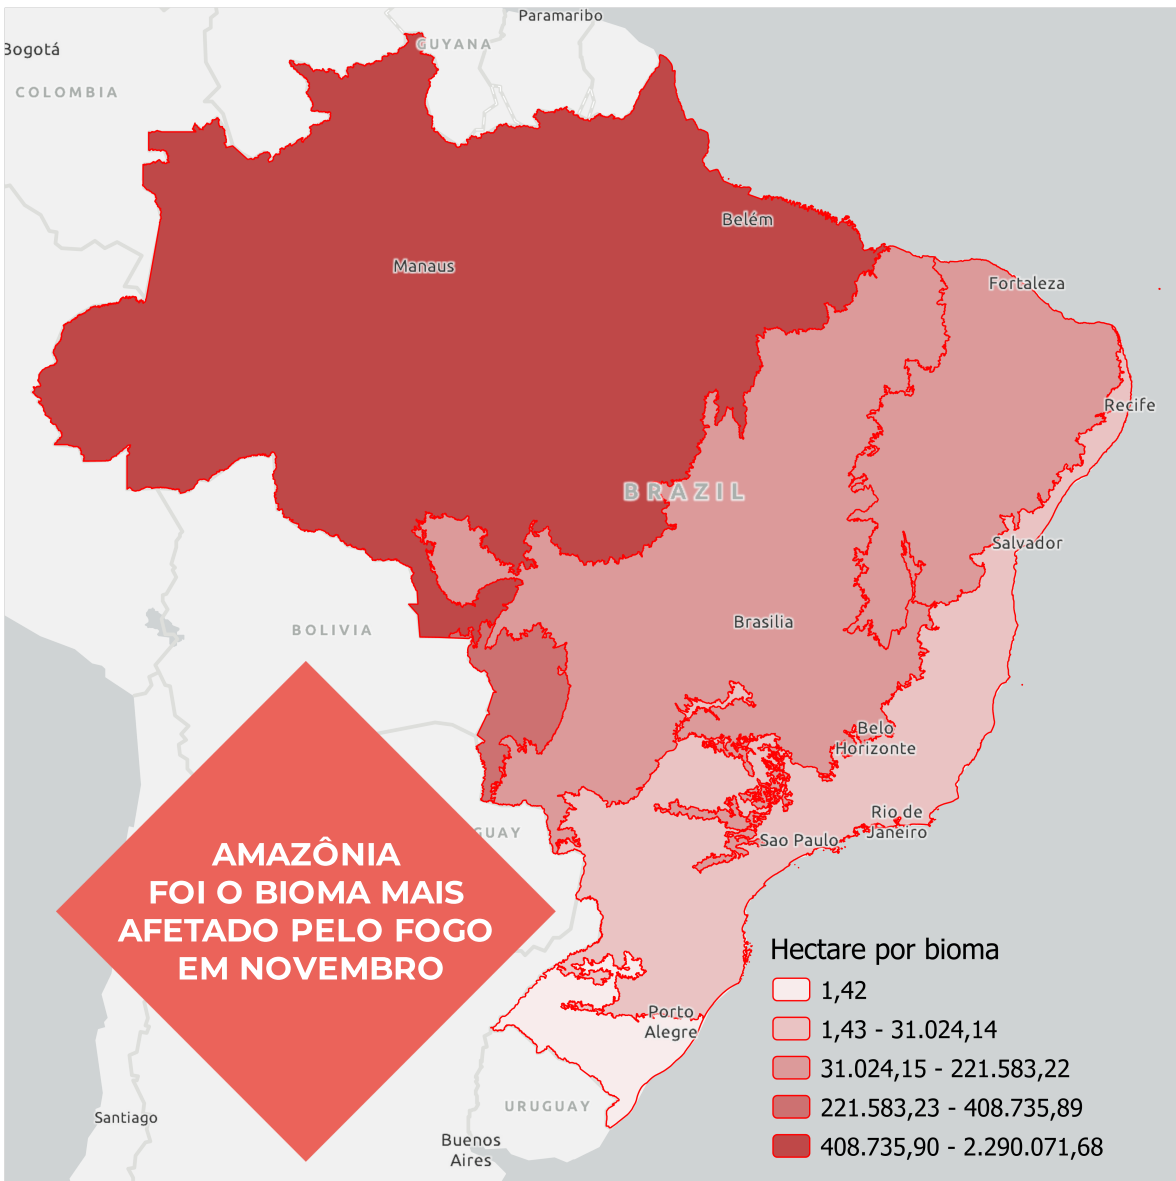 Paramaribo
Bogotá
GUYANA
COLOMBIA
Belém
Manaus
Fortaleza
Recife
BRAZIL
Salvador
Brasilia
BOLIVIA
Belo
Horizonte
Rio de
Janeiro
Sao Paulo
GUAY
AMAZÔNIA
FOI O BIOMA MAIS
AFETADO PELO FOGO
EM NOVEMBRO
Porto
Alegre
URUGUAY
Santiago
Buenos
Aires
Hectare por bioma
1,42
1,43 - 31.024,14
31.024,15 - 221.583,22
221.583,23 - 408.735,89
408.735,90 - 2.290.071,68